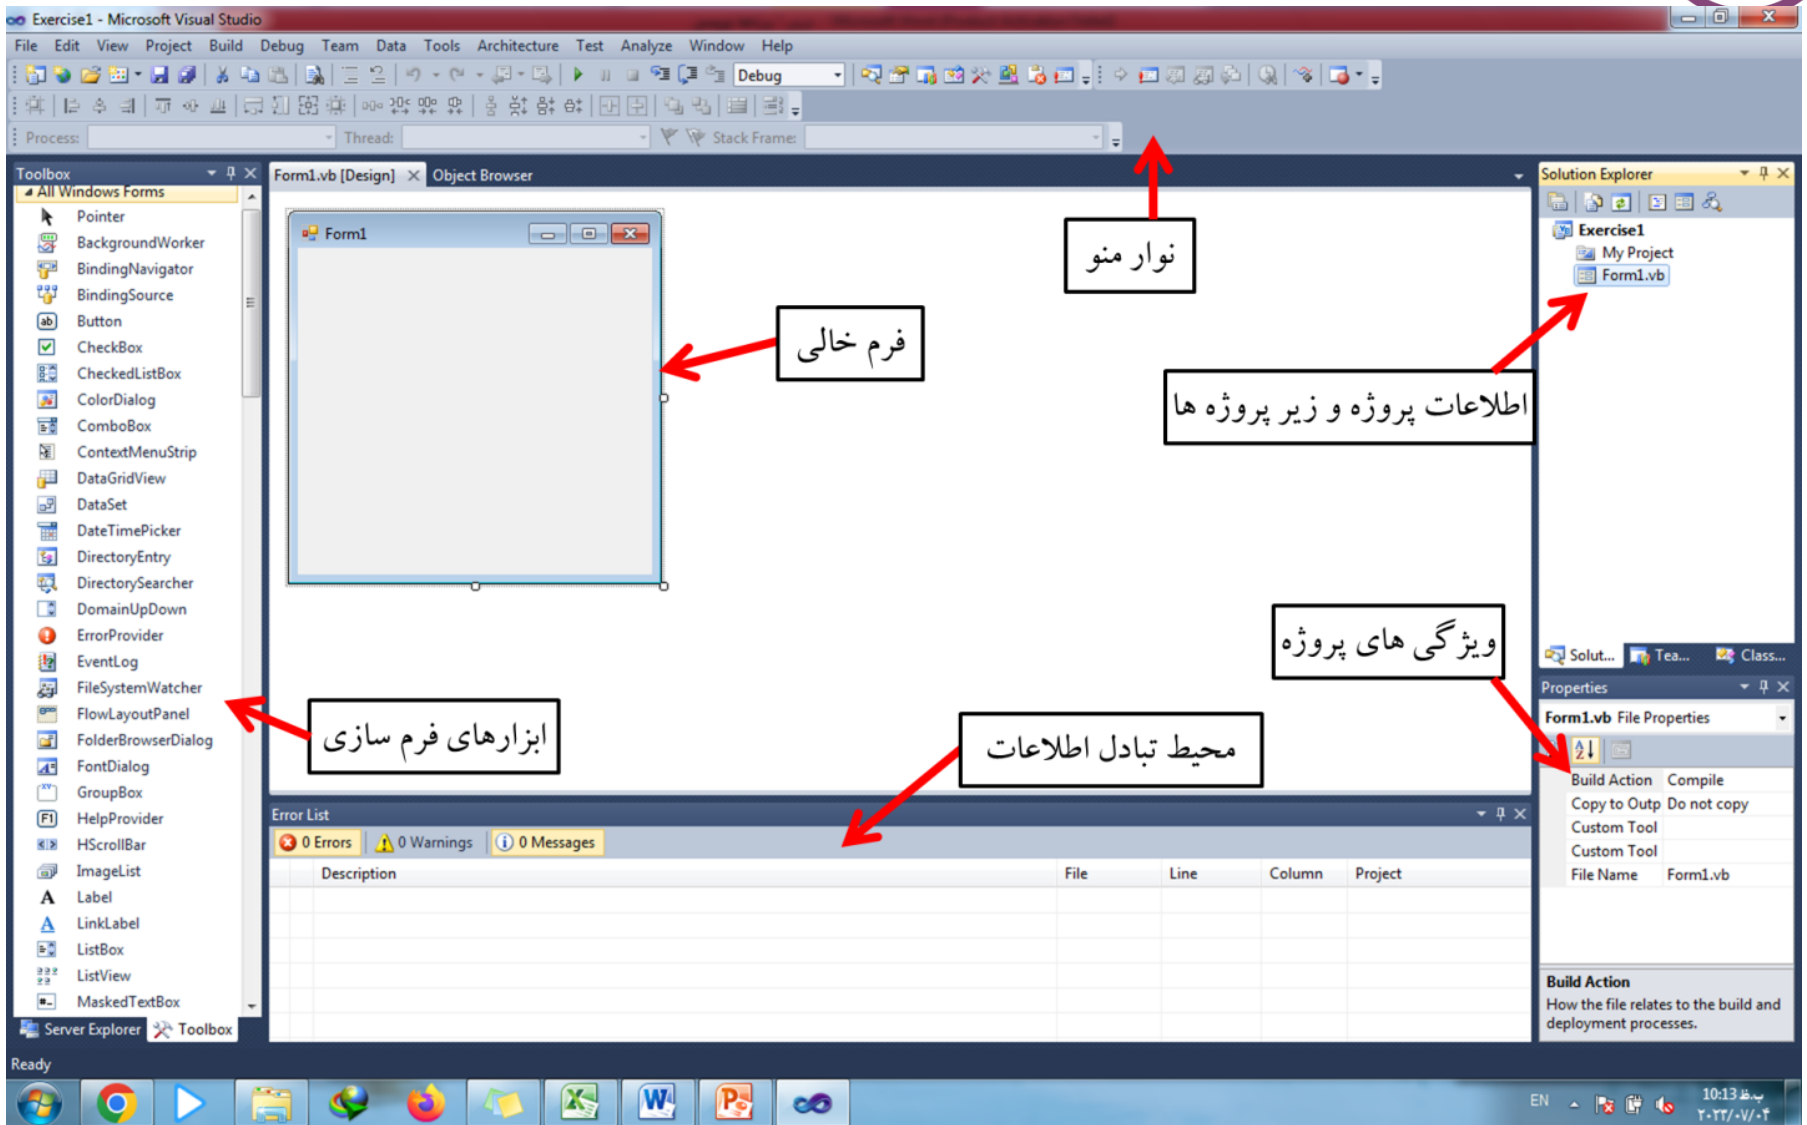 Exercise1 - Microsoft Visual Studio
File Edit View Project Build Debug Team Data Tools Architecture Test Analyze Window Help
Debug
Process: Thread: Stack Frame:
Toolbox
All Windows Forms
Pointer
BackgroundWorker
BindingNavigator
BindingSource
Button
CheckBox
CheckedListBox
ColorDialog
ComboBox
ContextMenuStrip
DataGridView
DataSet
DateTimePicker
DirectoryEntry
DirectorySearcher
DomainUpDown
ErrorProvider
EventLog
FileSystemWatcher
FlowLayoutPanel
FolderBrowserDialog
FontDialog
GroupBox
HelpProvider
HScrollBar
ImageList
Label
LinkLabel
ListBox
ListView
MaskedTextBox
Server Explorer Toolbox
Form1.vb [Design] Object Browser
Form1
نوار منو
فرم خالی
اطلاعات پروژه و زیر پروژه ها
ویژگی های پروژه
ابزارهای فرم سازی
محیط تبادل اطلاعات
Error List
0 Errors 0 Warnings 0 Messages
Description File Line Column Project
Solution Explorer
Exercise1
My Project
Form1.vb
Solut... Tea... Class...
Properties
Form1.vb File Properties
Build Action Compile
Copy to Outp Do not copy
Custom Tool
Custom Tool
File Name Form1.vb
Build Action
How the file relates to the build and
deployment processes.
Ready
EN
10:13 ب.ظ
۲۰۲۳/۰۷/۰۴